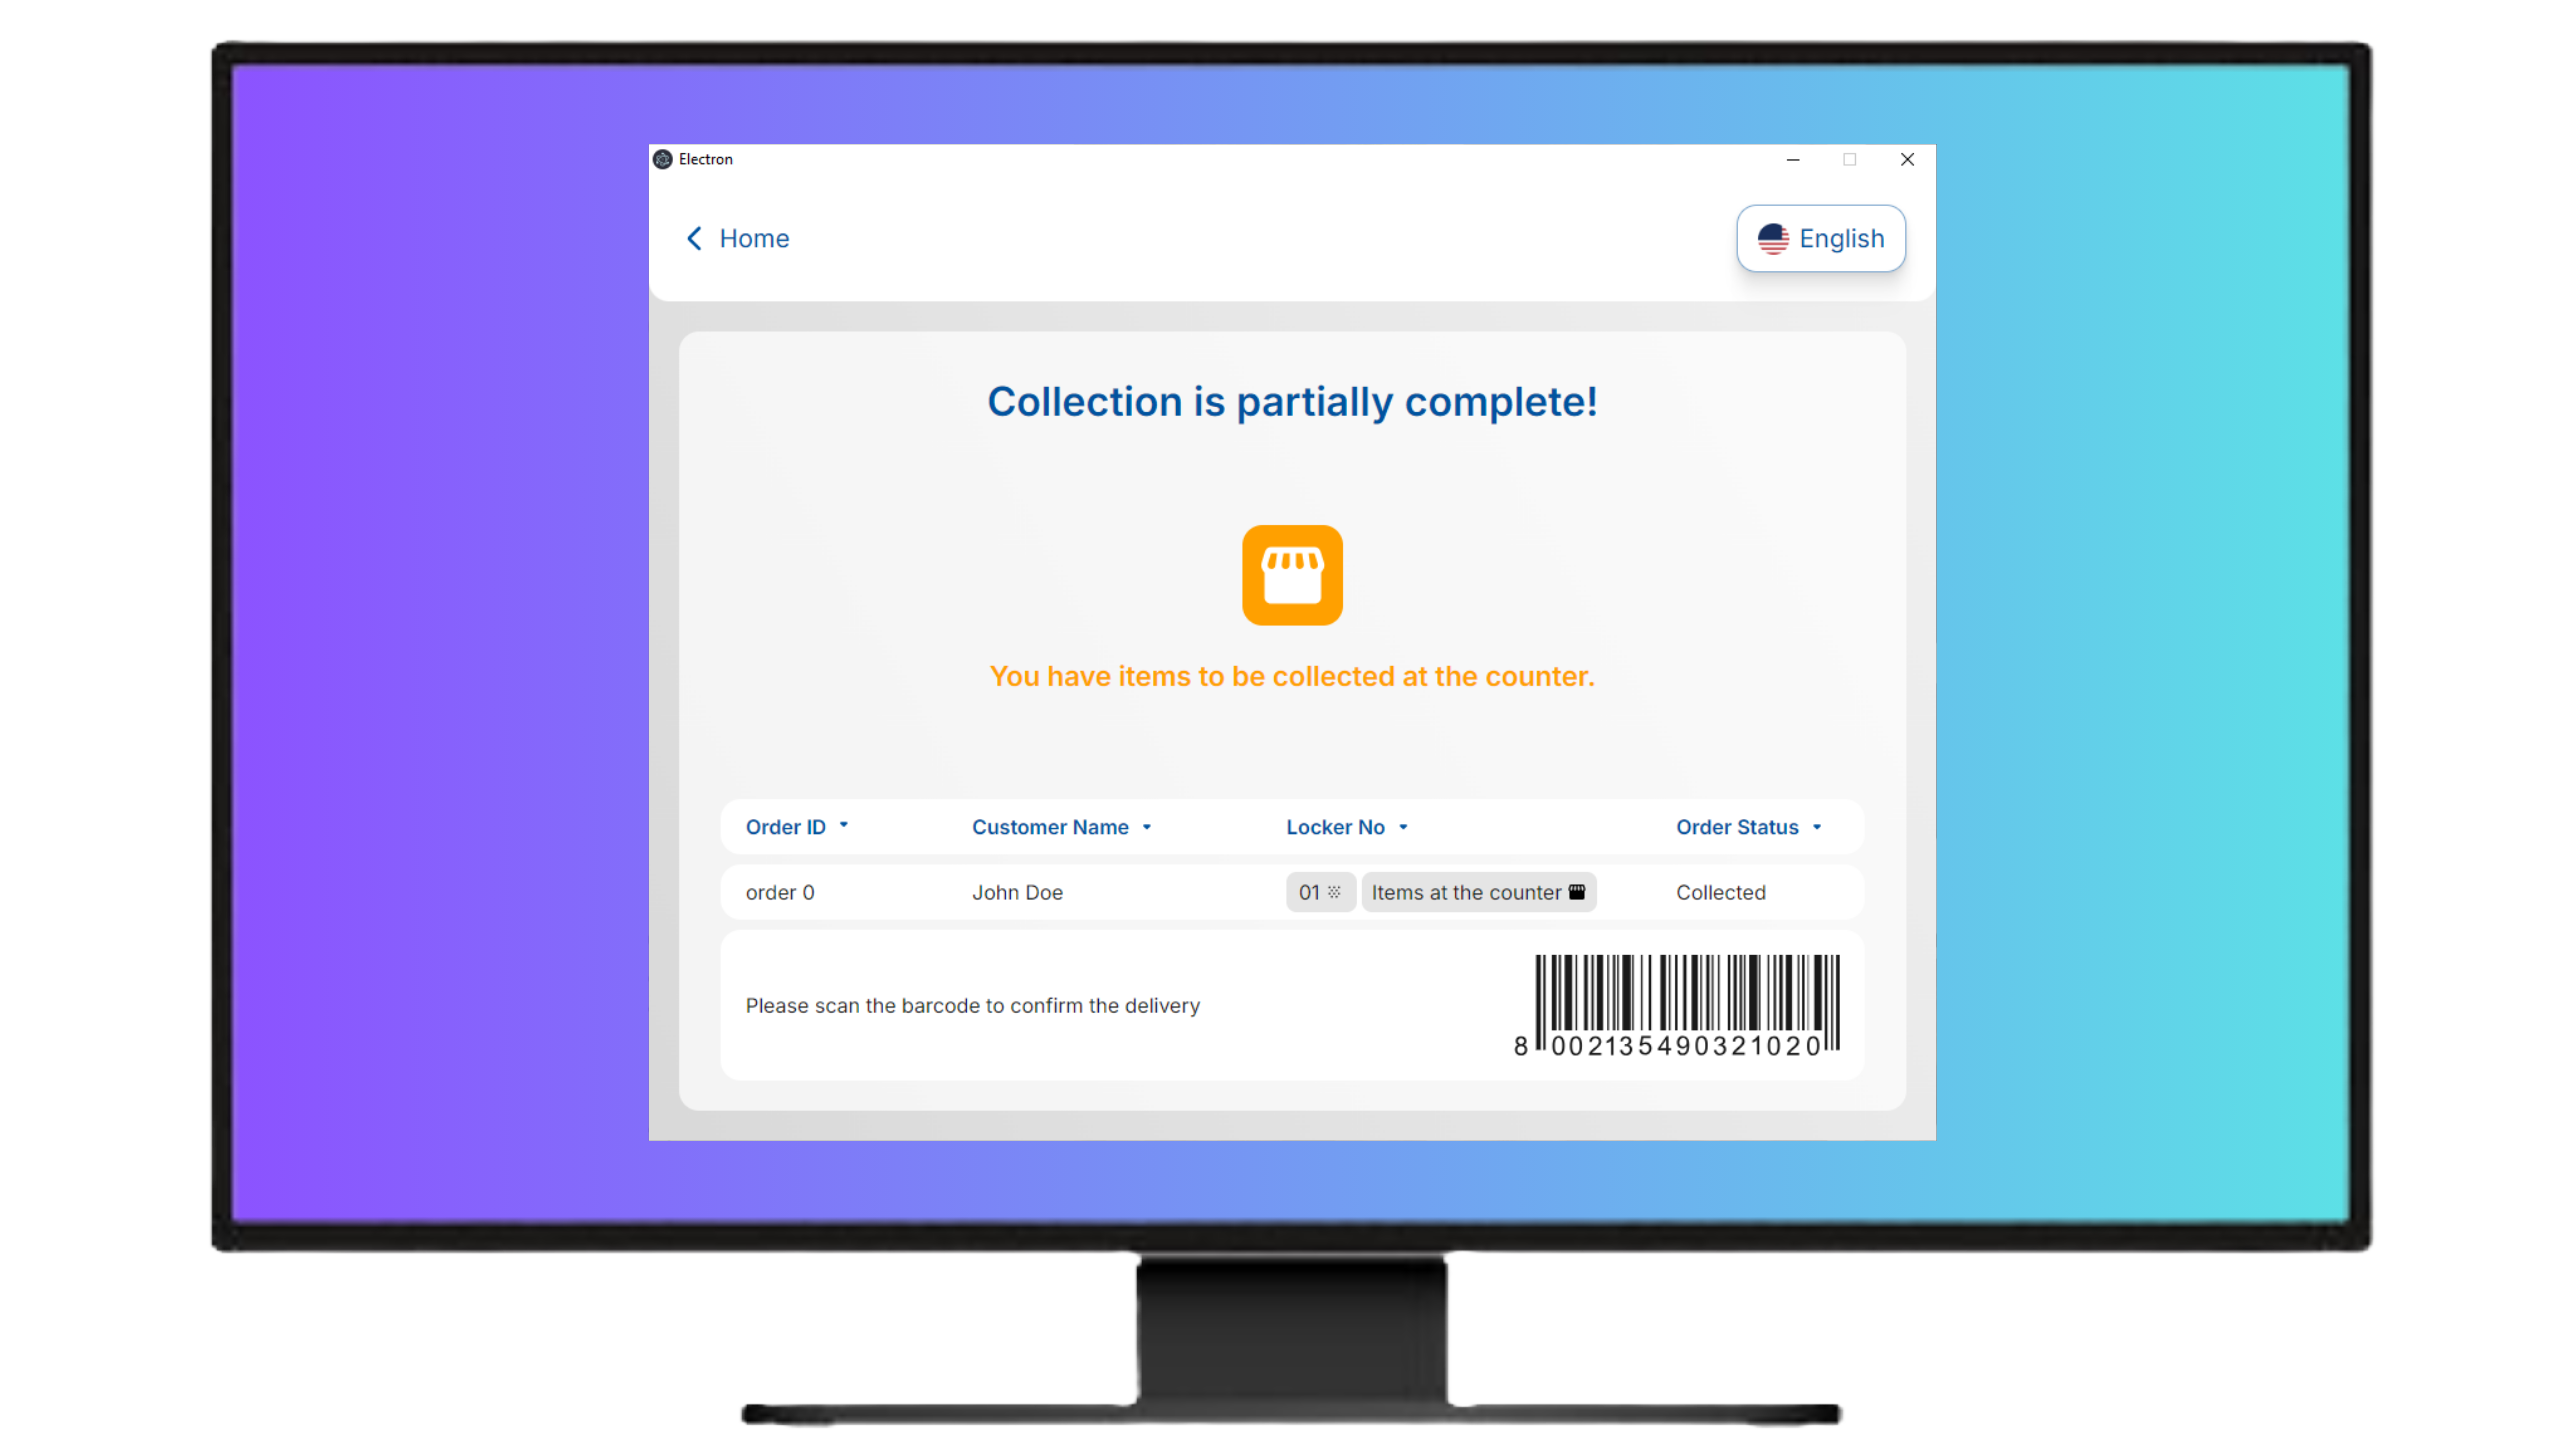 Electron
Home
English
Collection is partially complete!
You have items to be collected at the counter.
Order ID Customer Name Locker No Order Status
order 0 John Doe 01 Items at the counter Collected
Please scan the barcode to confirm the delivery
8 002135490321020